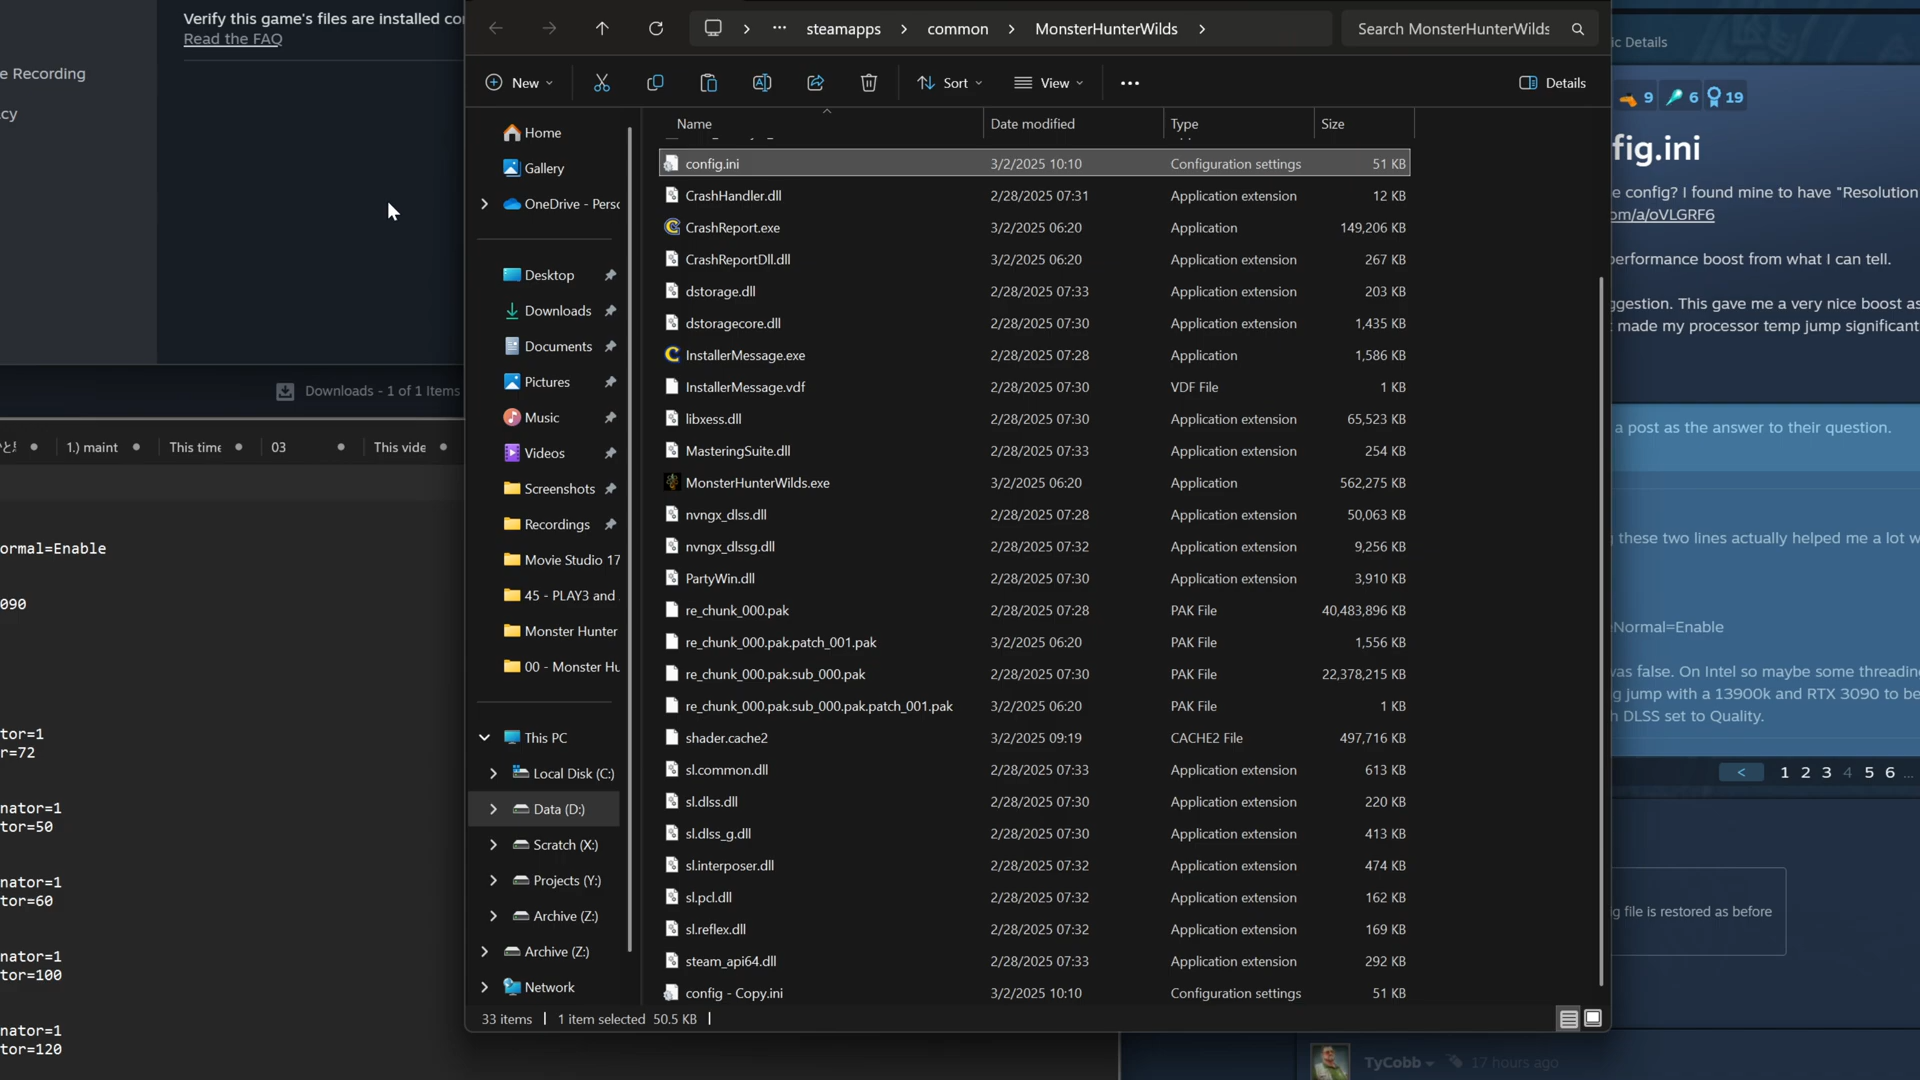 Verify this game's files are installed co
Read the FAQ
e Recording
cy
Downloads - 1 of 1 Items
1.) maint
This time
03
This vide
ormal=Enable
090
tor=1
r=72
nator=1
tor=50
nator=1
tor=60
nator=1
tor=100
nator=1
tor=120
steamapps
common
MonsterHunterWilds
Search MonsterHunterWilds
New
Sort
View
Details
Home
Gallery
OneDrive - Perso
Desktop
Downloads
Documents
Pictures
Music
Videos
Screenshots
Recordings
Movie Studio 17
45 - PLAY3 and
Monster Hunter
00 - Monster Hu
This PC
Local Disk (C:)
Data (D:)
Scratch (X:)
Projects (Y:)
Archive (Z:)
Archive (Z:)
Network
Name Date modified Type Size
config.ini 3/2/2025 10:10 Configuration settings 51 KB
CrashHandler.dll 2/28/2025 07:31 Application extension 12 KB
CrashReport.exe 3/2/2025 06:20 Application 149,206 KB
CrashReportDll.dll 3/2/2025 06:20 Application extension 267 KB
dstorage.dll 2/28/2025 07:33 Application extension 203 KB
dstoragecore.dll 2/28/2025 07:30 Application extension 1,435 KB
InstallerMessage.exe 2/28/2025 07:28 Application 1,586 KB
InstallerMessage.vdf 2/28/2025 07:30 VDF File 1 KB
libxess.dll 2/28/2025 07:30 Application extension 65,523 KB
MasteringSuite.dll 2/28/2025 07:33 Application extension 254 KB
MonsterHunterWilds.exe 3/2/2025 06:20 Application 562,275 KB
nvngx_dlss.dll 2/28/2025 07:28 Application extension 50,063 KB
nvngx_dlssg.dll 2/28/2025 07:32 Application extension 9,256 KB
PartyWin.dll 2/28/2025 07:30 Application extension 3,910 KB
re_chunk_000.pak 2/28/2025 07:28 PAK File 40,483,896 KB
re_chunk_000.pak.patch_001.pak 3/2/2025 06:20 PAK File 1,556 KB
re_chunk_000.pak.sub_000.pak 2/28/2025 07:30 PAK File 22,378,215 KB
re_chunk_000.pak.sub_000.pak.patch_001.pak 3/2/2025 06:20 PAK File 1 KB
shader.cache2 3/2/2025 09:19 CACHE2 File 497,716 KB
sl.common.dll 2/28/2025 07:33 Application extension 613 KB
sl.dlss.dll 2/28/2025 07:30 Application extension 220 KB
sl.dlss_g.dll 2/28/2025 07:30 Application extension 413 KB
sl.interposer.dll 2/28/2025 07:32 Application extension 474 KB
sl.pcl.dll 2/28/2025 07:32 Application extension 162 KB
sl.reflex.dll 2/28/2025 07:32 Application extension 169 KB
steam_api64.dll 2/28/2025 07:33 Application extension 292 KB
config - Copy.ini 3/2/2025 10:10 Configuration settings 51 KB
33 items 1 item selected 50.5 KB
ic Details
9 6 19
fig.ini
e config? I found mine to have "Resolution
om/a/oVLGRF6
performance boost from what I can tell.
ggestion. This gave me a very nice boost as
made my processor temp jump significant
a post as the answer to their question.
these two lines actually helped me a lot w
Normal=Enable
was false. On Intel so maybe some threading
g jump with a 13900k and RTX 3090 to be
h DLSS set to Quality.
< 1 2 3 4 5 6 ...
g file is restored as before
TyCobb 17 hours ago